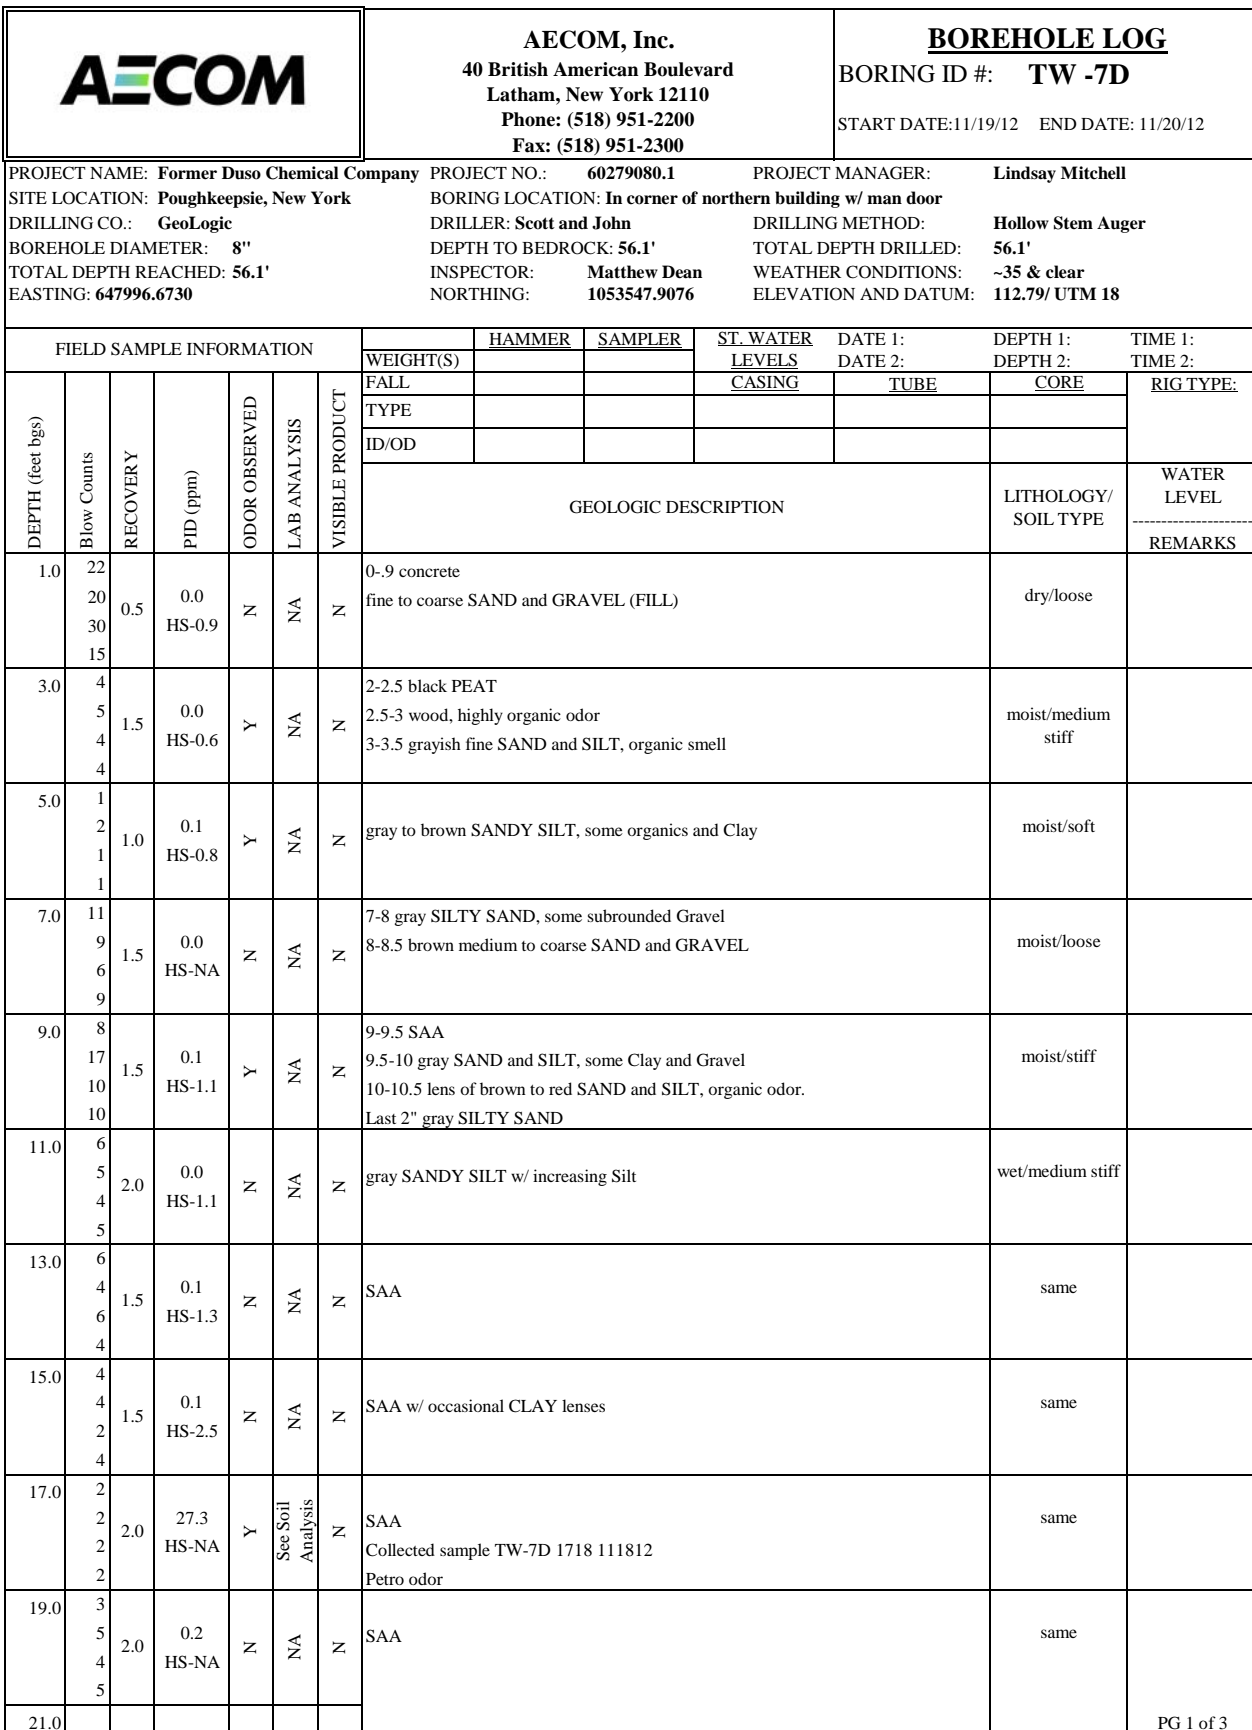 AECOM
AECOM, Inc.
40 British American Boulevard
Latham, New York 12110
Phone: (518) 951-2200
Fax: (518) 951-2300
BOREHOLE LOG
BORING ID #: TW -7D
START DATE:11/19/12 END DATE: 11/20/12
PROJECT NAME: Former Duso Chemical Company PROJECT NO.: 60279080.1 PROJECT MANAGER: Lindsay Mitchell
SITE LOCATION: Poughkeepsie, New York BORING LOCATION: In corner of northern building w/ man door
DRILLING CO.: GeoLogic DRILLER: Scott and John DRILLING METHOD: Hollow Stem Auger
BOREHOLE DIAMETER: 8" DEPTH TO BEDROCK: 56.1' TOTAL DEPTH DRILLED: 56.1'
TOTAL DEPTH REACHED: 56.1' INSPECTOR: Matthew Dean WEATHER CONDITIONS: ~35 & clear
EASTING: 647996.6730 NORTHING: 1053547.9076 ELEVATION AND DATUM: 112.79/ UTM 18
FIELD SAMPLE INFORMATION
HAMMER SAMPLER ST. WATER DATE 1: DEPTH 1: TIME 1:
WEIGHT(S) LEVELS DATE 2: DEPTH 2: TIME 2:
FALL CASING TUBE CORE RIG TYPE:
TYPE
ID/OD
DEPTH (feet bgs)
Blow Counts
RECOVERY
PID (ppm)
ODOR OBSERVED
LAB ANALYSIS
VISIBLE PRODUCT
GEOLOGIC DESCRIPTION
LITHOLOGY/
SOIL TYPE
WATER
LEVEL
---------------------
REMARKS
1.0 22 0-.9 concrete
20 0.5 0.0 N NA N fine to coarse SAND and GRAVEL (FILL) dry/loose
30 HS-0.9
15
3.0 4 2-2.5 black PEAT
5 1.5 0.0 Y NA N 2.5-3 wood, highly organic odor moist/medium
4 HS-0.6 3-3.5 grayish fine SAND and SILT, organic smell stiff
4
5.0 1
2 1.0 0.1 Y NA N gray to brown SANDY SILT, some organics and Clay moist/soft
1 HS-0.8
1
7.0 11 7-8 gray SILTY SAND, some subrounded Gravel
9 1.5 0.0 N NA N 8-8.5 brown medium to coarse SAND and GRAVEL moist/loose
6 HS-NA
9
9.0 8 9-9.5 SAA
17 1.5 0.1 Y NA N 9.5-10 gray SAND and SILT, some Clay and Gravel moist/stiff
10 HS-1.1 10-10.5 lens of brown to red SAND and SILT, organic odor.
10 Last 2" gray SILTY SAND
11.0 6
5 2.0 0.0 N NA N gray SANDY SILT w/ increasing Silt wet/medium stiff
4 HS-1.1
5
13.0 6
4 1.5 0.1 N NA N SAA same
6 HS-1.3
4
15.0 4
4 1.5 0.1 N NA N SAA w/ occasional CLAY lenses same
2 HS-2.5
4
17.0 2
2 2.0 27.3 Y See Soil Analysis N SAA same
2 HS-NA Collected sample TW-7D 1718 111812
2 Petro odor
19.0 3
5 2.0 0.2 N NA N SAA same
4 HS-NA
5
21.0 PG 1 of 3